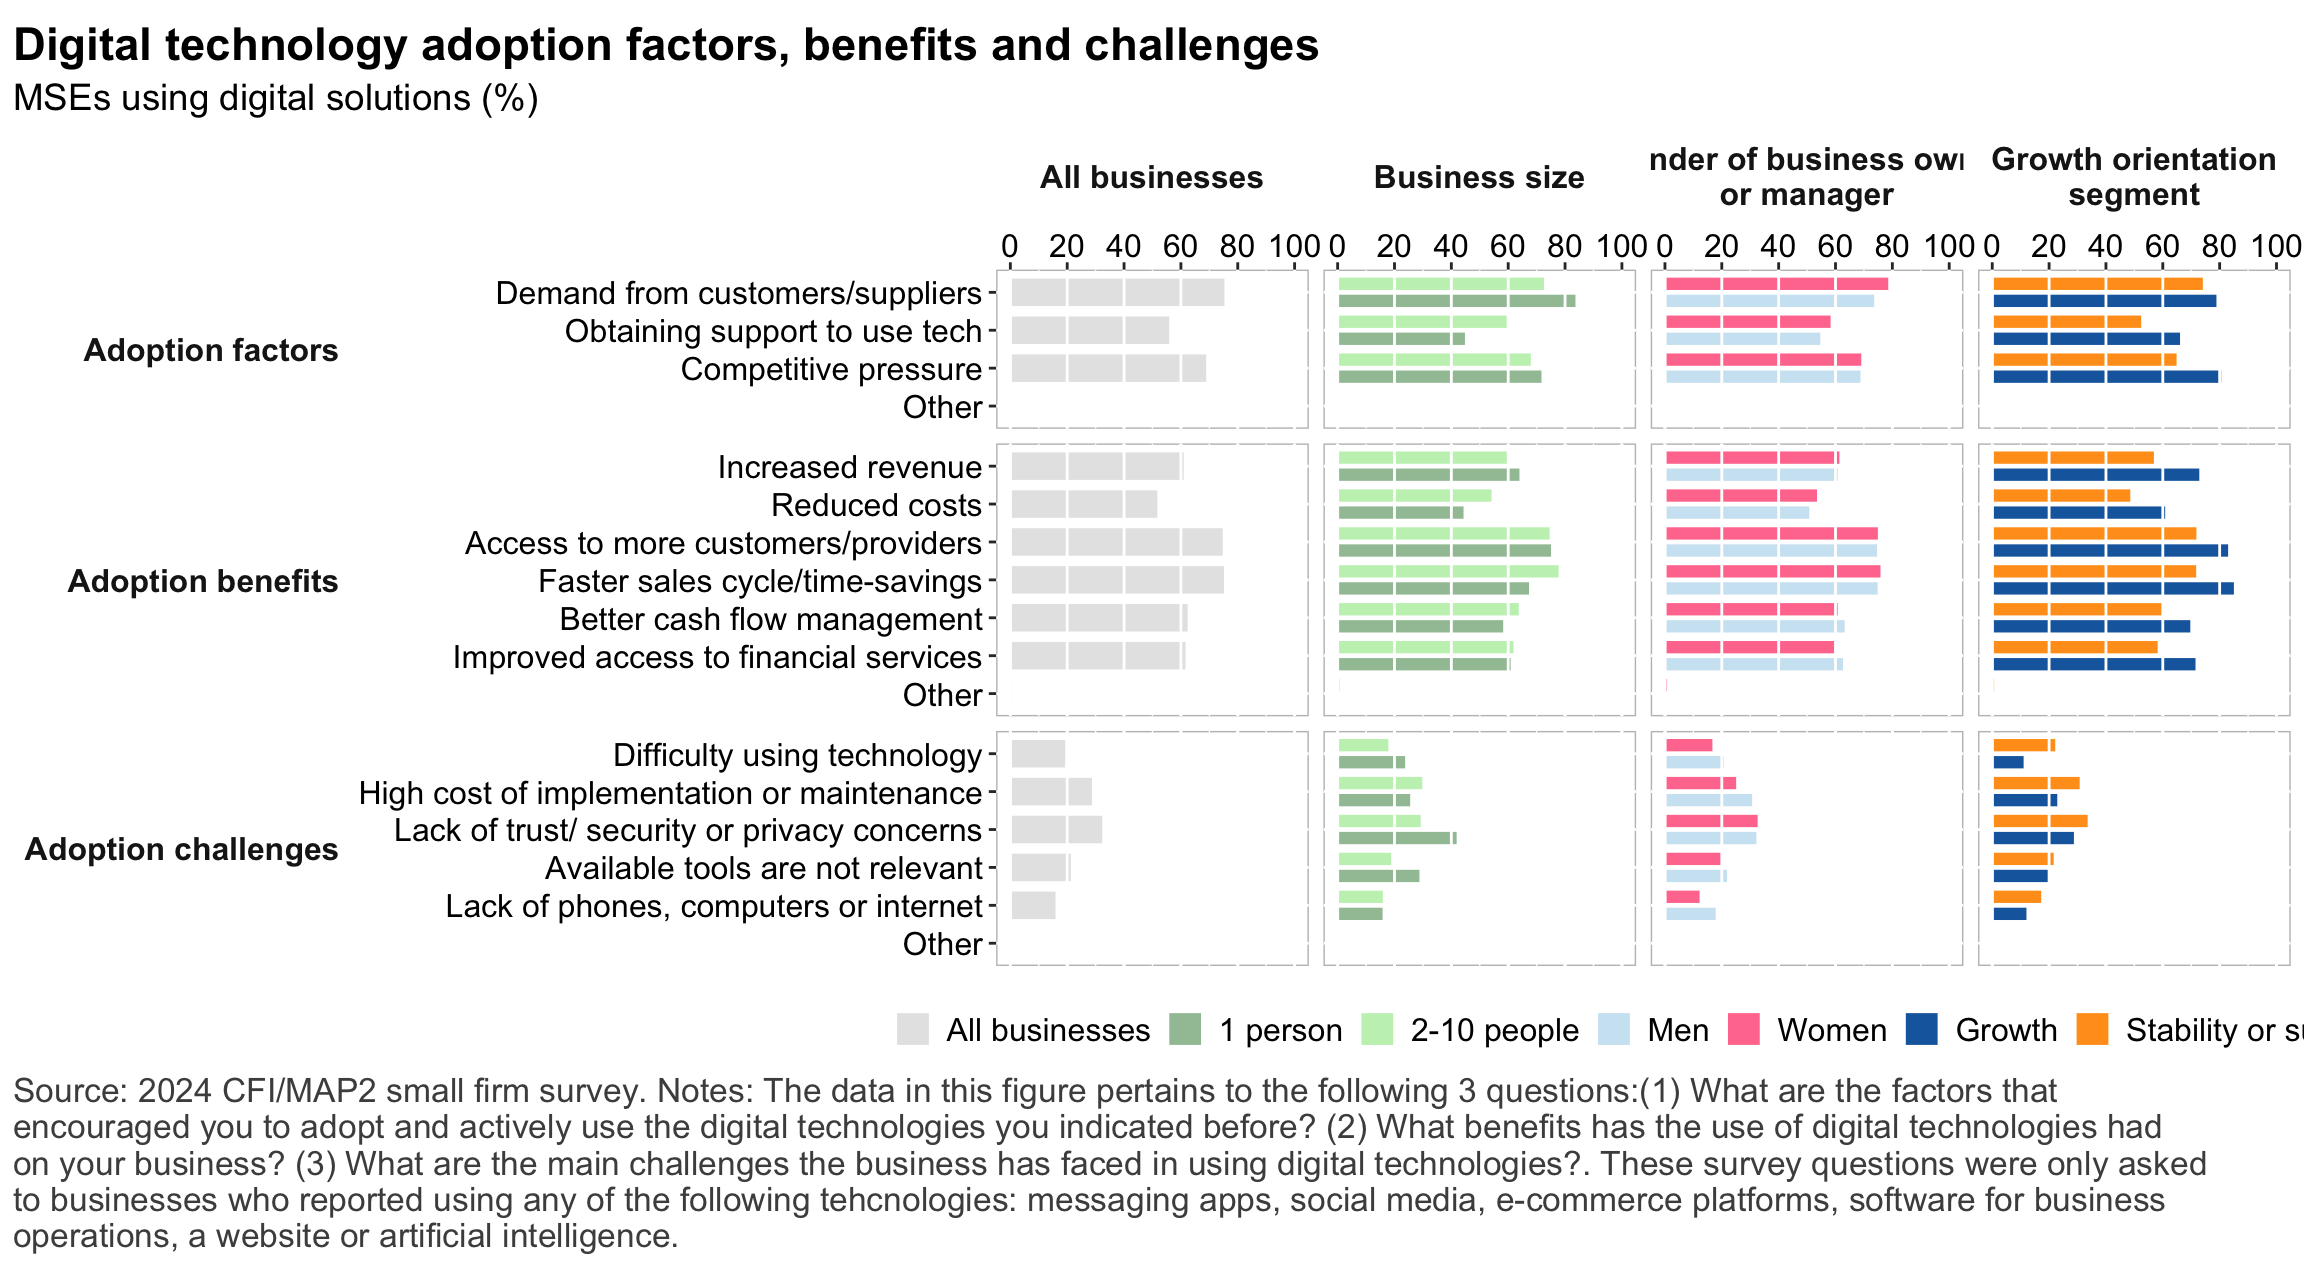 Digital technology adoption factors, benefits and challenges
MSEs using digital solutions (%)
All businesses
Business size
nder of business own
or manager
Growth orientation
segment
0 20 40 60 80 100 0 20 40 60 80 100 0 20 40 60 80 100 0 20 40 60 80 100
Adoption factors
Demand from customers/suppliers
Obtaining support to use tech
Competitive pressure
Other
Adoption benefits
Increased revenue
Reduced costs
Access to more customers/providers
Faster sales cycle/time-savings
Better cash flow management
Improved access to financial services
Other
Adoption challenges
Difficulty using technology
High cost of implementation or maintenance
Lack of trust/ security or privacy concerns
Available tools are not relevant
Lack of phones, computers or internet
Other
All businesses 1 person 2-10 people Men Women Growth Stability or su
Source: 2024 CFI/MAP2 small firm survey. Notes: The data in this figure pertains to the following 3 questions:(1) What are the factors that
encouraged you to adopt and actively use the digital technologies you indicated before? (2) What benefits has the use of digital technologies had
on your business? (3) What are the main challenges the business has faced in using digital technologies?. These survey questions were only asked
to businesses who reported using any of the following tehcnologies: messaging apps, social media, e-commerce platforms, software for business
operations, a website or artificial intelligence.